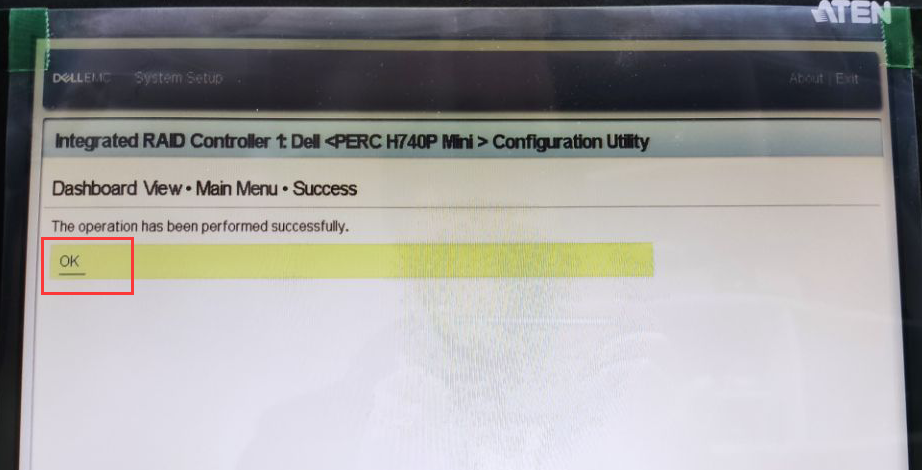 ATEN
DELLEMC System Setup
About | Exit
Integrated RAID Controller 1: Dell <PERC H740P Mini > Configuration Utility
Dashboard View • Main Menu • Success
The operation has been performed successfully.
OK